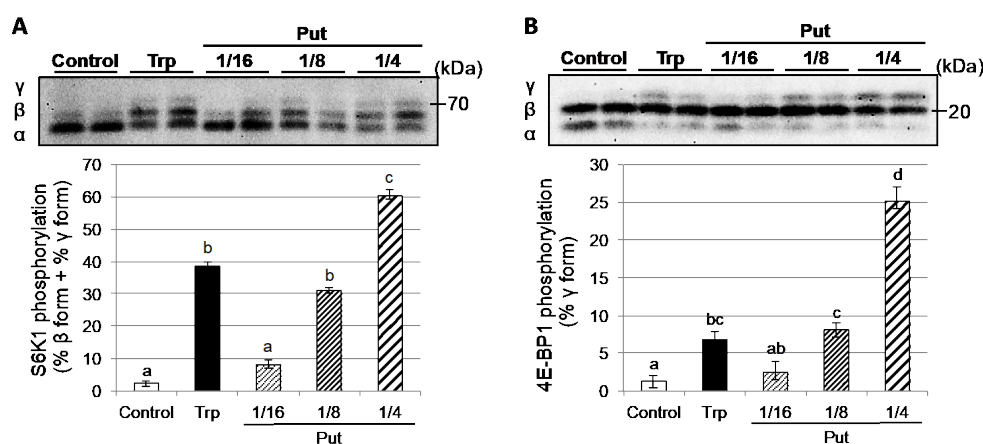 A
Put
Control Trp 1/16 1/8 1/4
(kDa)
γ
β
α
70
S6K1 phosphorylation
(% β form + % γ form)
70
60
50
40
30
20
10
0
a
b
a
b
c
Control Trp 1/16 1/8 1/4
Put
B
Put
Control Trp 1/16 1/8 1/4
(kDa)
γ
β
α
20
4E-BP1 phosphorylation
(% γ form)
30
25
20
15
10
5
0
a
bc
ab
c
d
Control Trp 1/16 1/8 1/4
Put